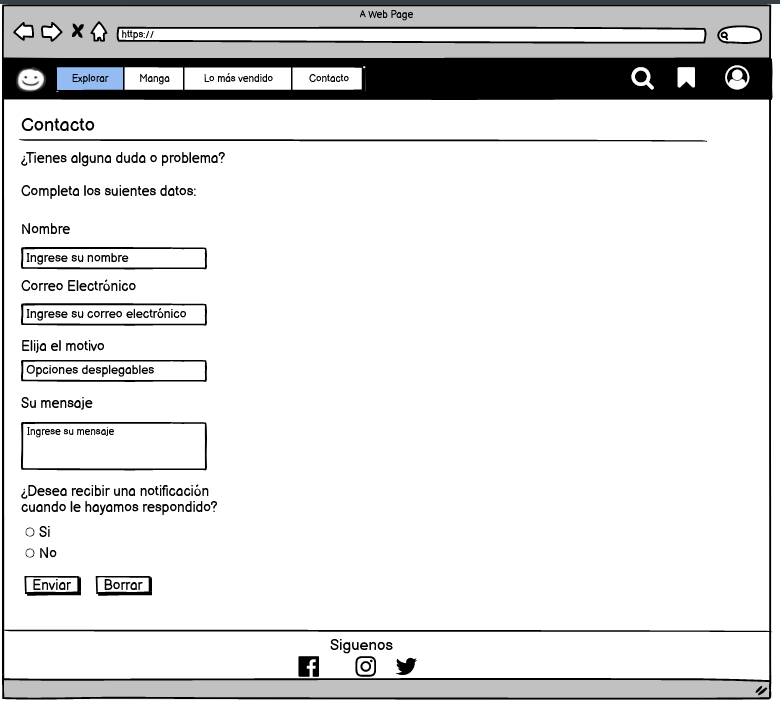 A Web Page
https://
Explorar Manga Lo más vendido Contacto
Contacto
¿Tienes alguna duda o problema?
Completa los suientes datos:
Nombre
Ingrese su nombre
Correo Electrónico
Ingrese su correo electrónico
Elija el motivo
Opciones desplegables
Su mensaje
Ingrese su mensaje
¿Desea recibir una notificación
cuando le hayamos respondido?
Si
No
Enviar Borrar
Siguenos